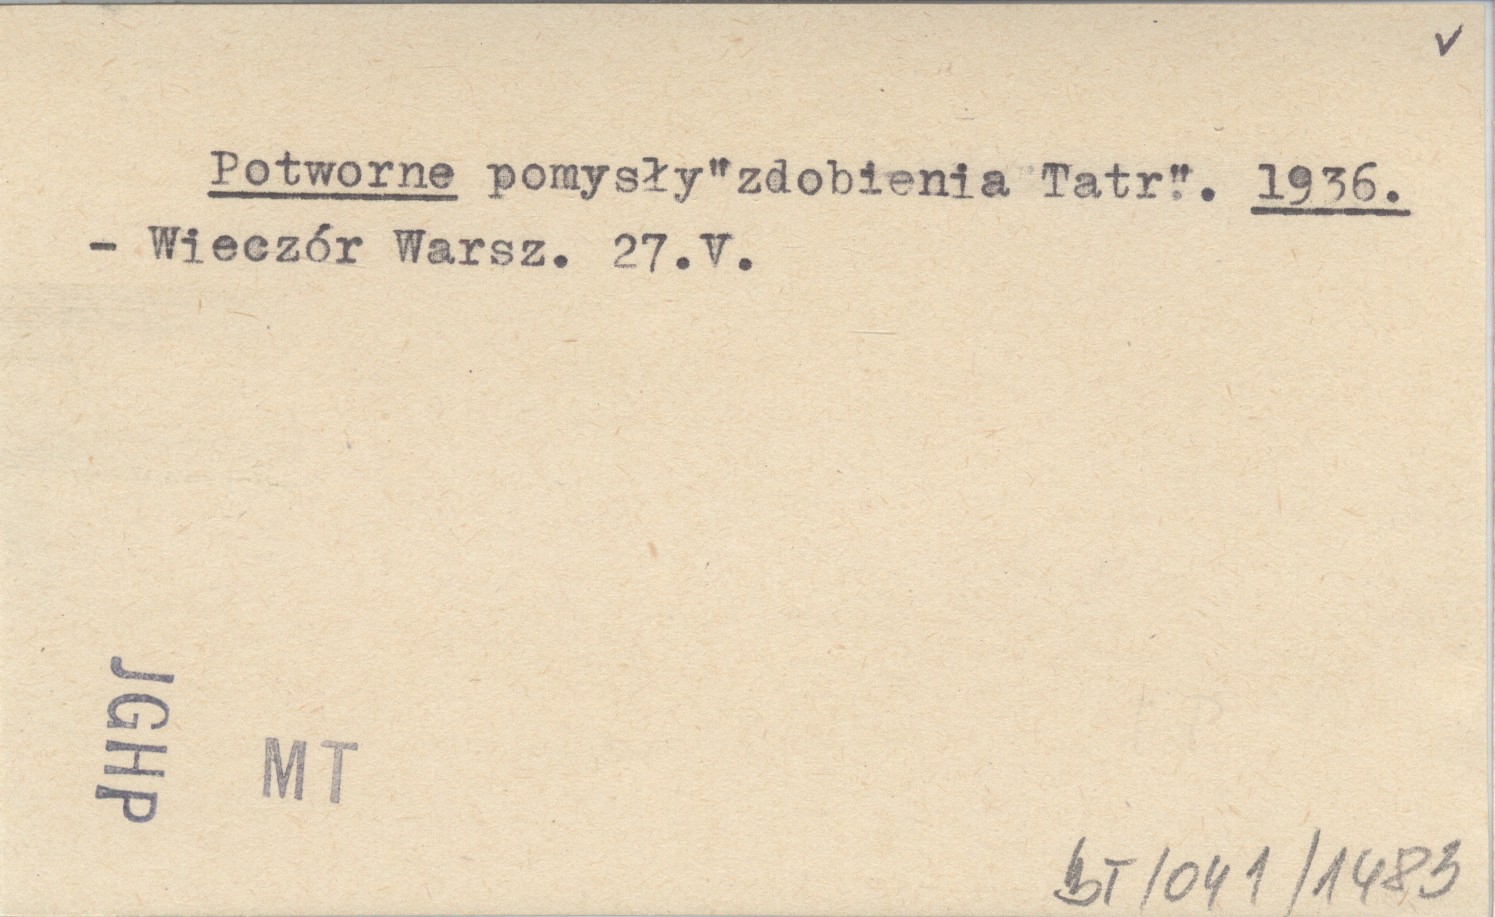 Potworne pomysły"zdobienia Tatr". 1936.
- Wieczór Warsz. 27.V.
JGHP
MT
bT/041/1483